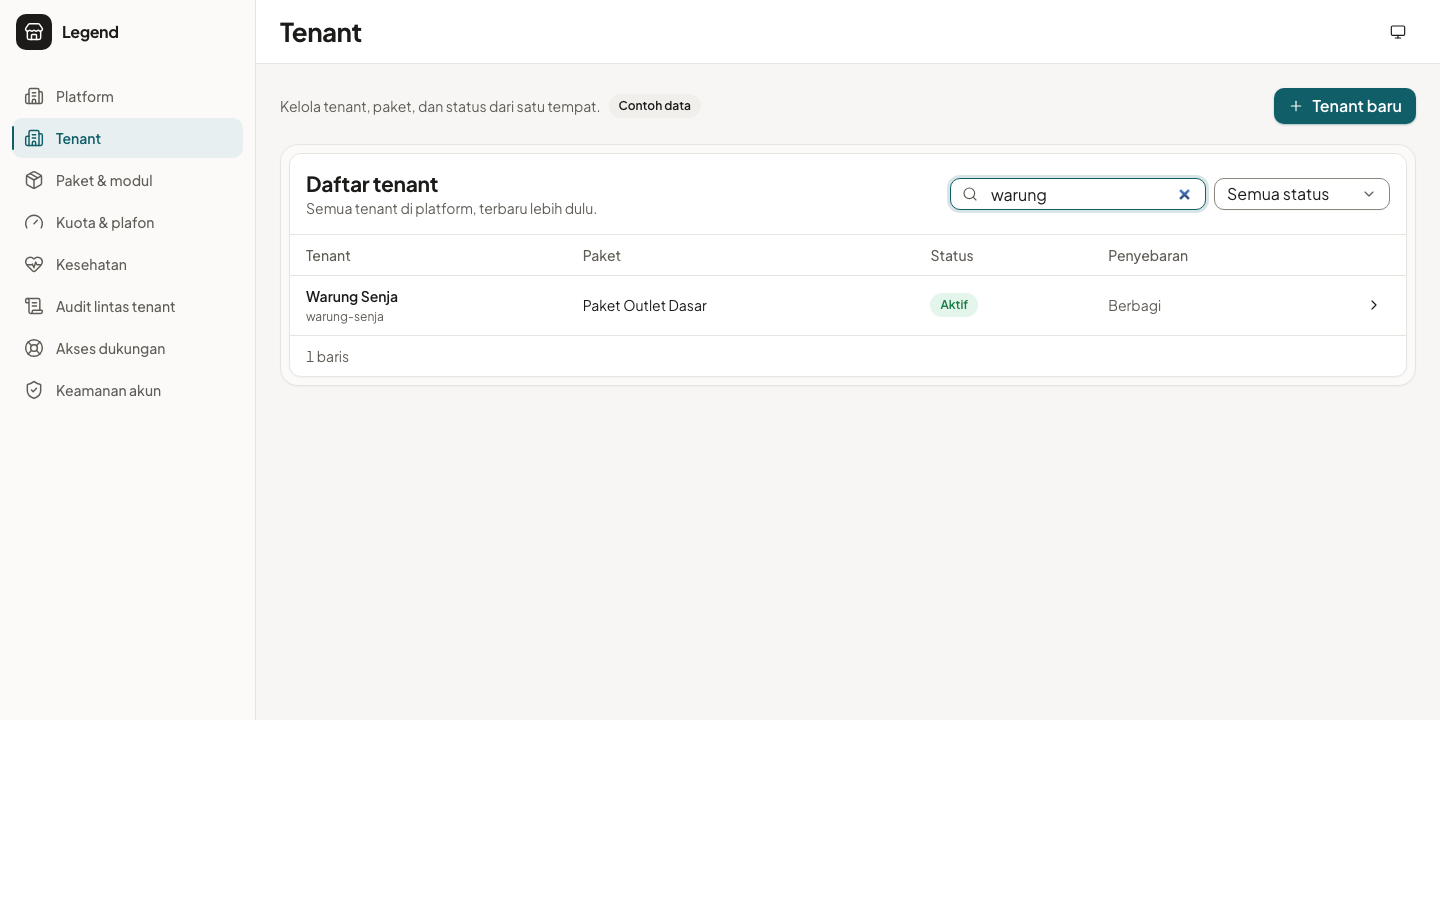 Legend
Tenant
Platform
Tenant
Paket & modul
Kuota & plafon
Kesehatan
Audit lintas tenant
Akses dukungan
Keamanan akun
Kelola tenant, paket, dan status dari satu tempat.
Contoh data
Tenant baru
Daftar tenant
Semua tenant di platform, terbaru lebih dulu.
warung
Semua status
Tenant Paket Status Penyebaran
Warung Senja
warung-senja
Paket Outlet Dasar
Aktif
Berbagi
1 baris